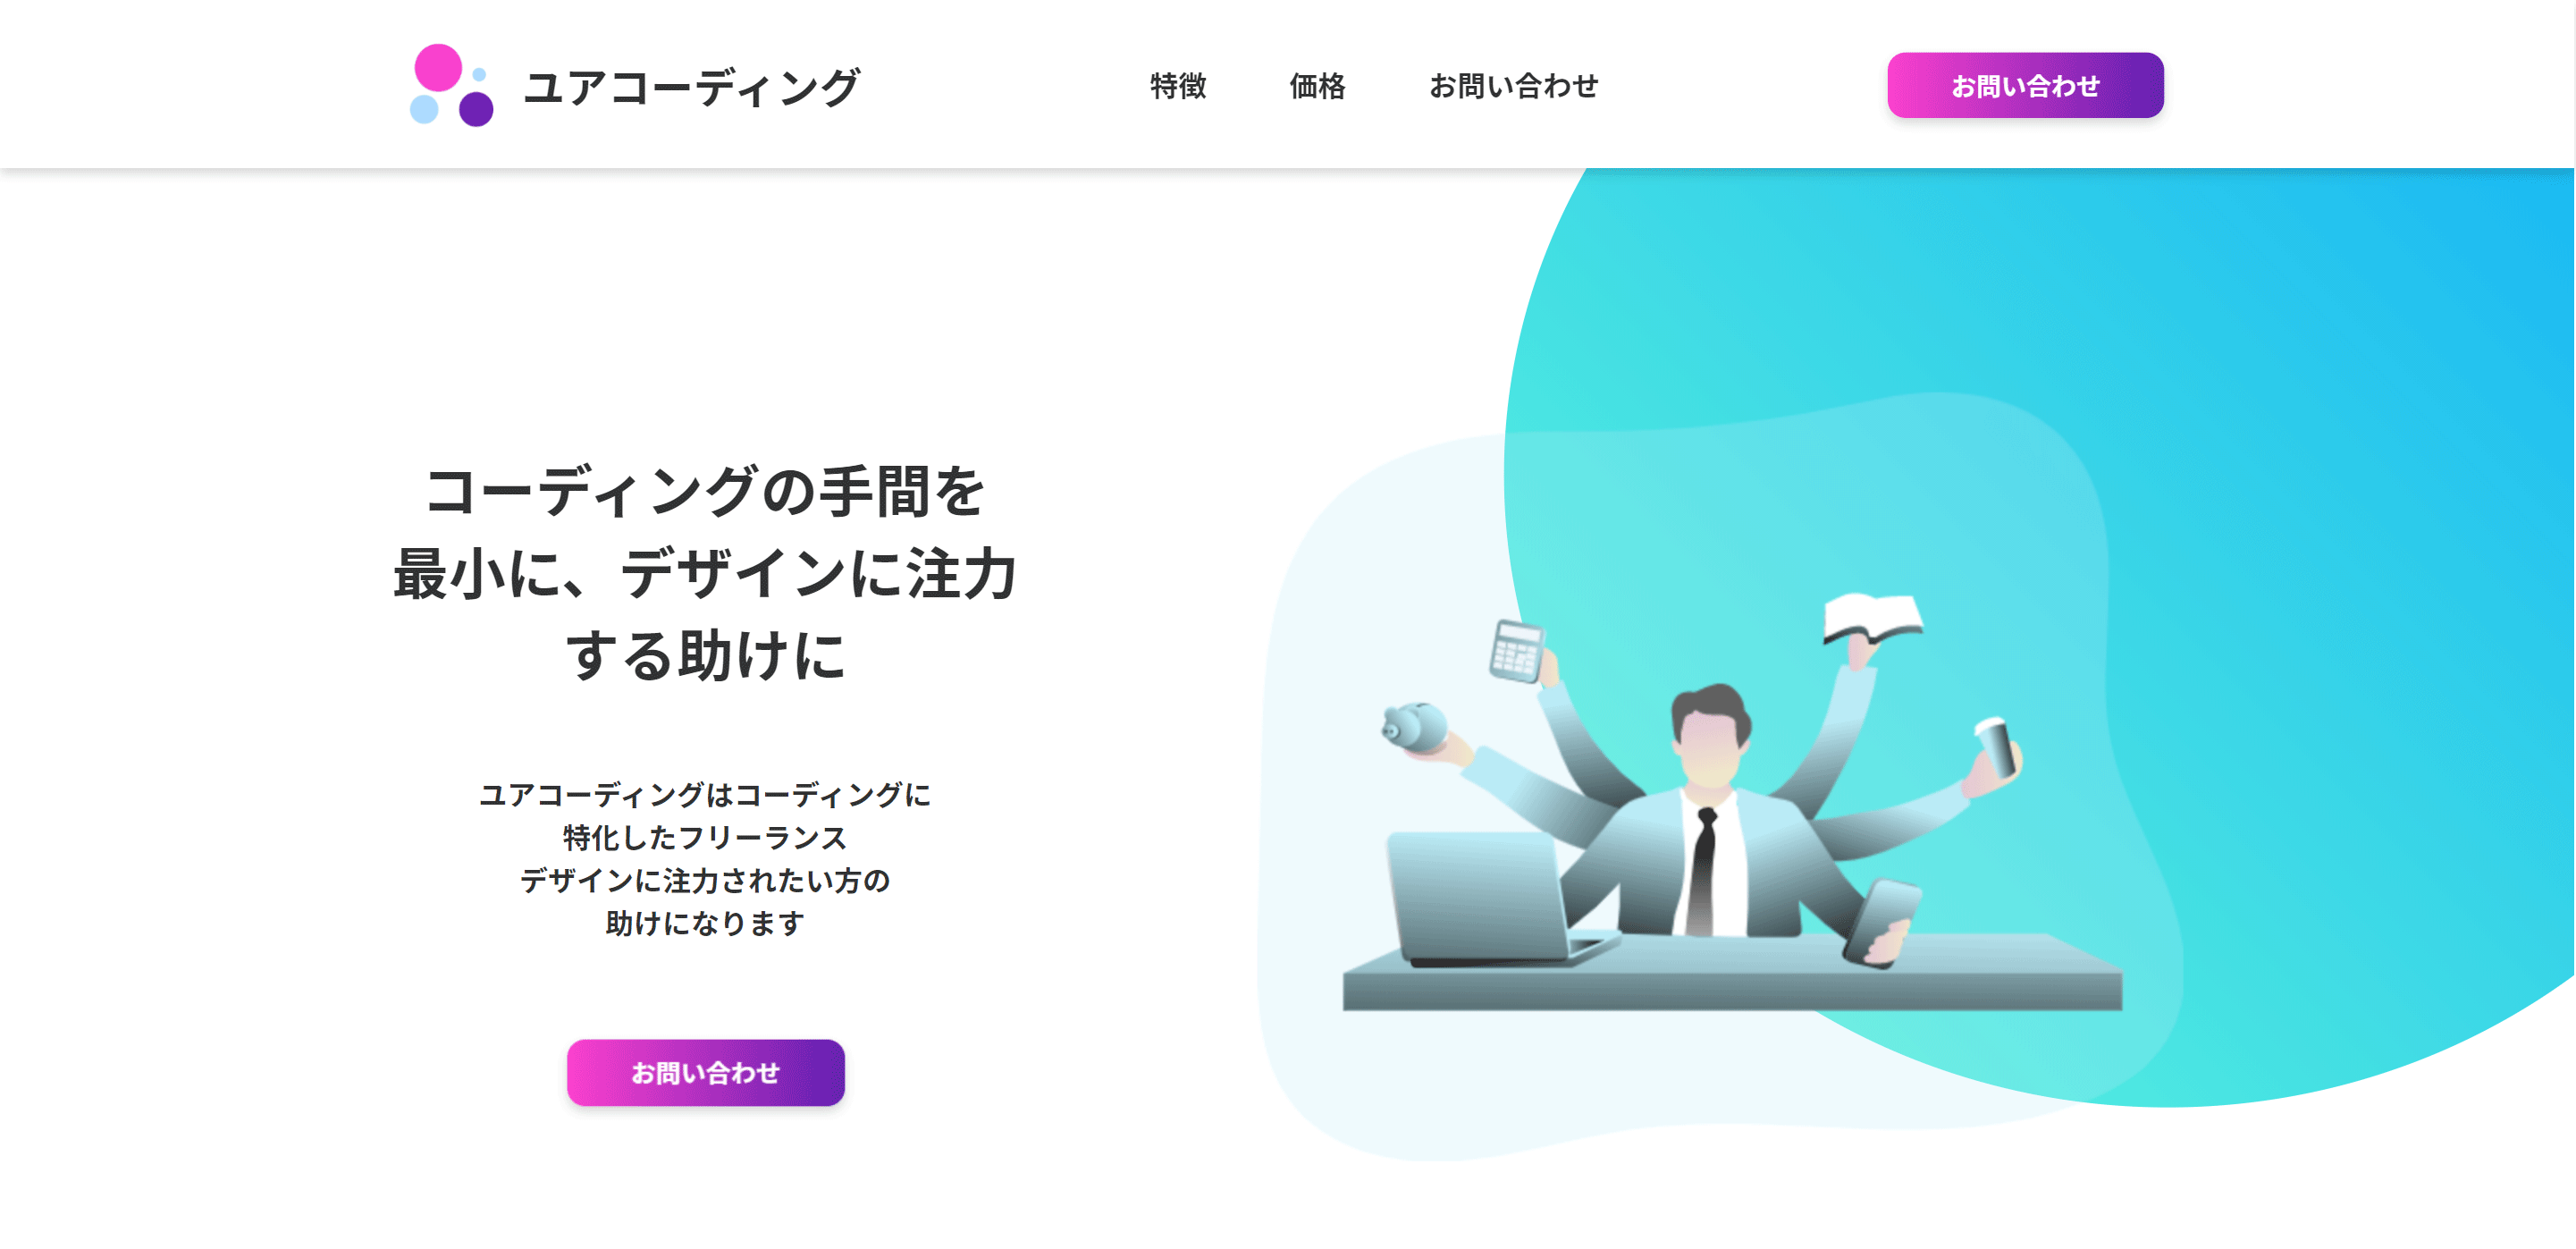 ユアコーディング
特徴
価格
お問い合わせ
お問い合わせ
コーディングの手間を
最小に、デザインに注力
する助けに
ユアコーディングはコーディングに
特化したフリーランス
デザインに注力されたい方の
助けになります
お問い合わせ